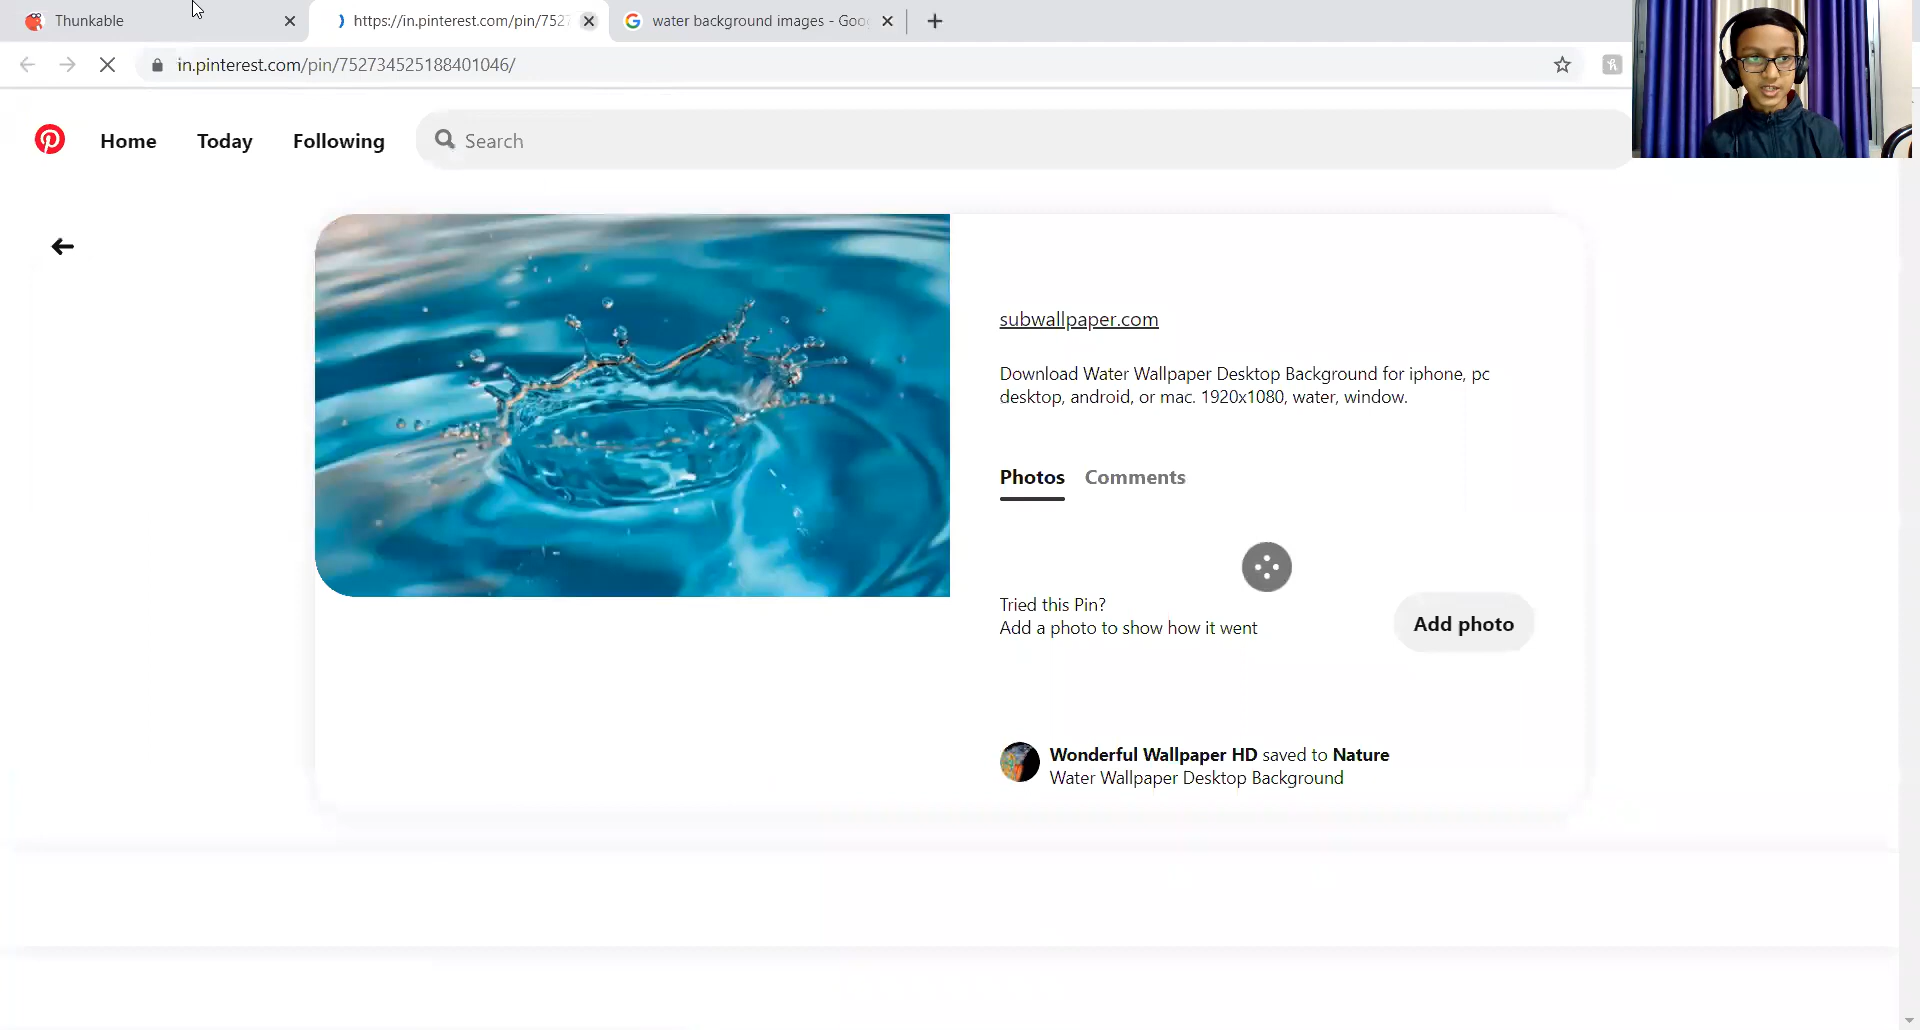 Thunkable
https://in.pinterest.com/pin/7527
water background images - Goo
in.pinterest.com/pin/752734525188401046/
Home
Today
Following
Search
subwallpaper.com
Download Water Wallpaper Desktop Background for iphone, pc
desktop, android, or mac. 1920x1080, water, window.
Photos
Comments
Tried this Pin?
Add a photo to show how it went
Add photo
Wonderful Wallpaper HD saved to Nature
Water Wallpaper Desktop Background